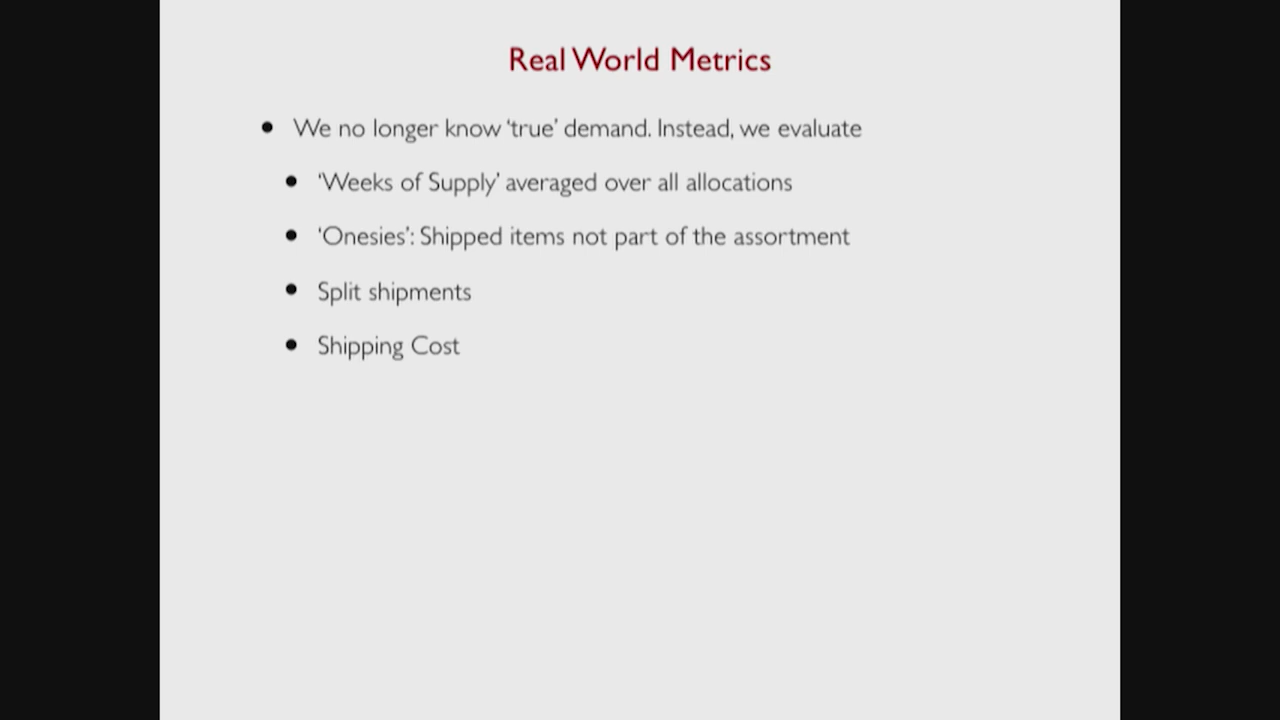 Real World Metrics
• We no longer know ‘true’ demand. Instead, we evaluate
• ‘Weeks of Supply’ averaged over all allocations
• ‘Onesies’: Shipped items not part of the assortment
• Split shipments
• Shipping Cost